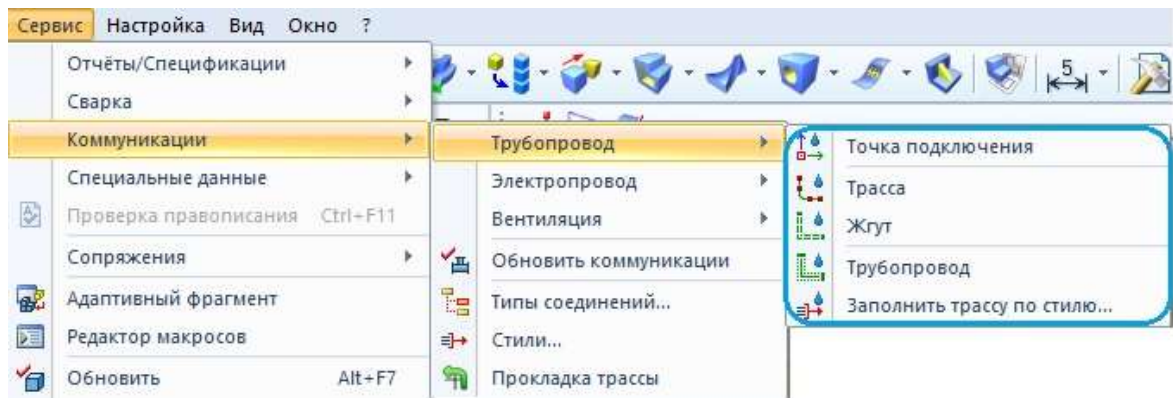 Сервис Настройка Вид Окно ?
Отчёты/Спецификации
5
Сварка
Коммуникации
Специальные данные
Проверка правописания Ctrl+F11
Сопряжения
Адаптивный фрагмент
Редактор макросов
Обновить Alt+F7
Трубопровод
Электропровод
Вентиляция
Обновить коммуникации
Типы соединений...
Стили...
Прокладка трассы
Точка подключения
Трасса
Жгут
Трубопровод
Заполнить трассу по стилю...